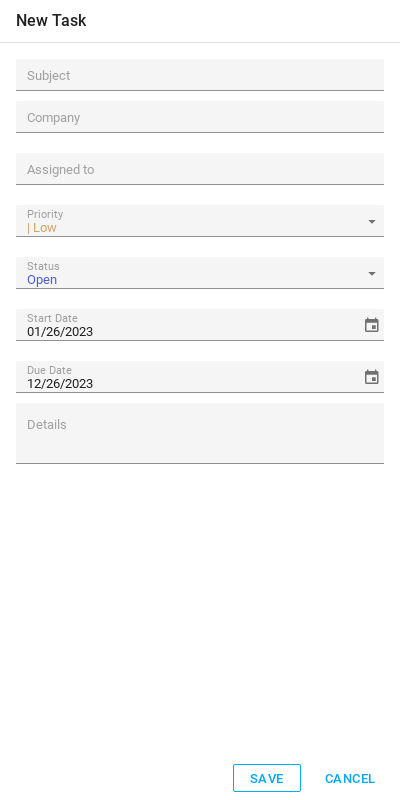 New Task
Subject
Company
Assigned to
Priority
| Low
Status
Open
Start Date
01/26/2023
Due Date
12/26/2023
Details
SAVE CANCEL